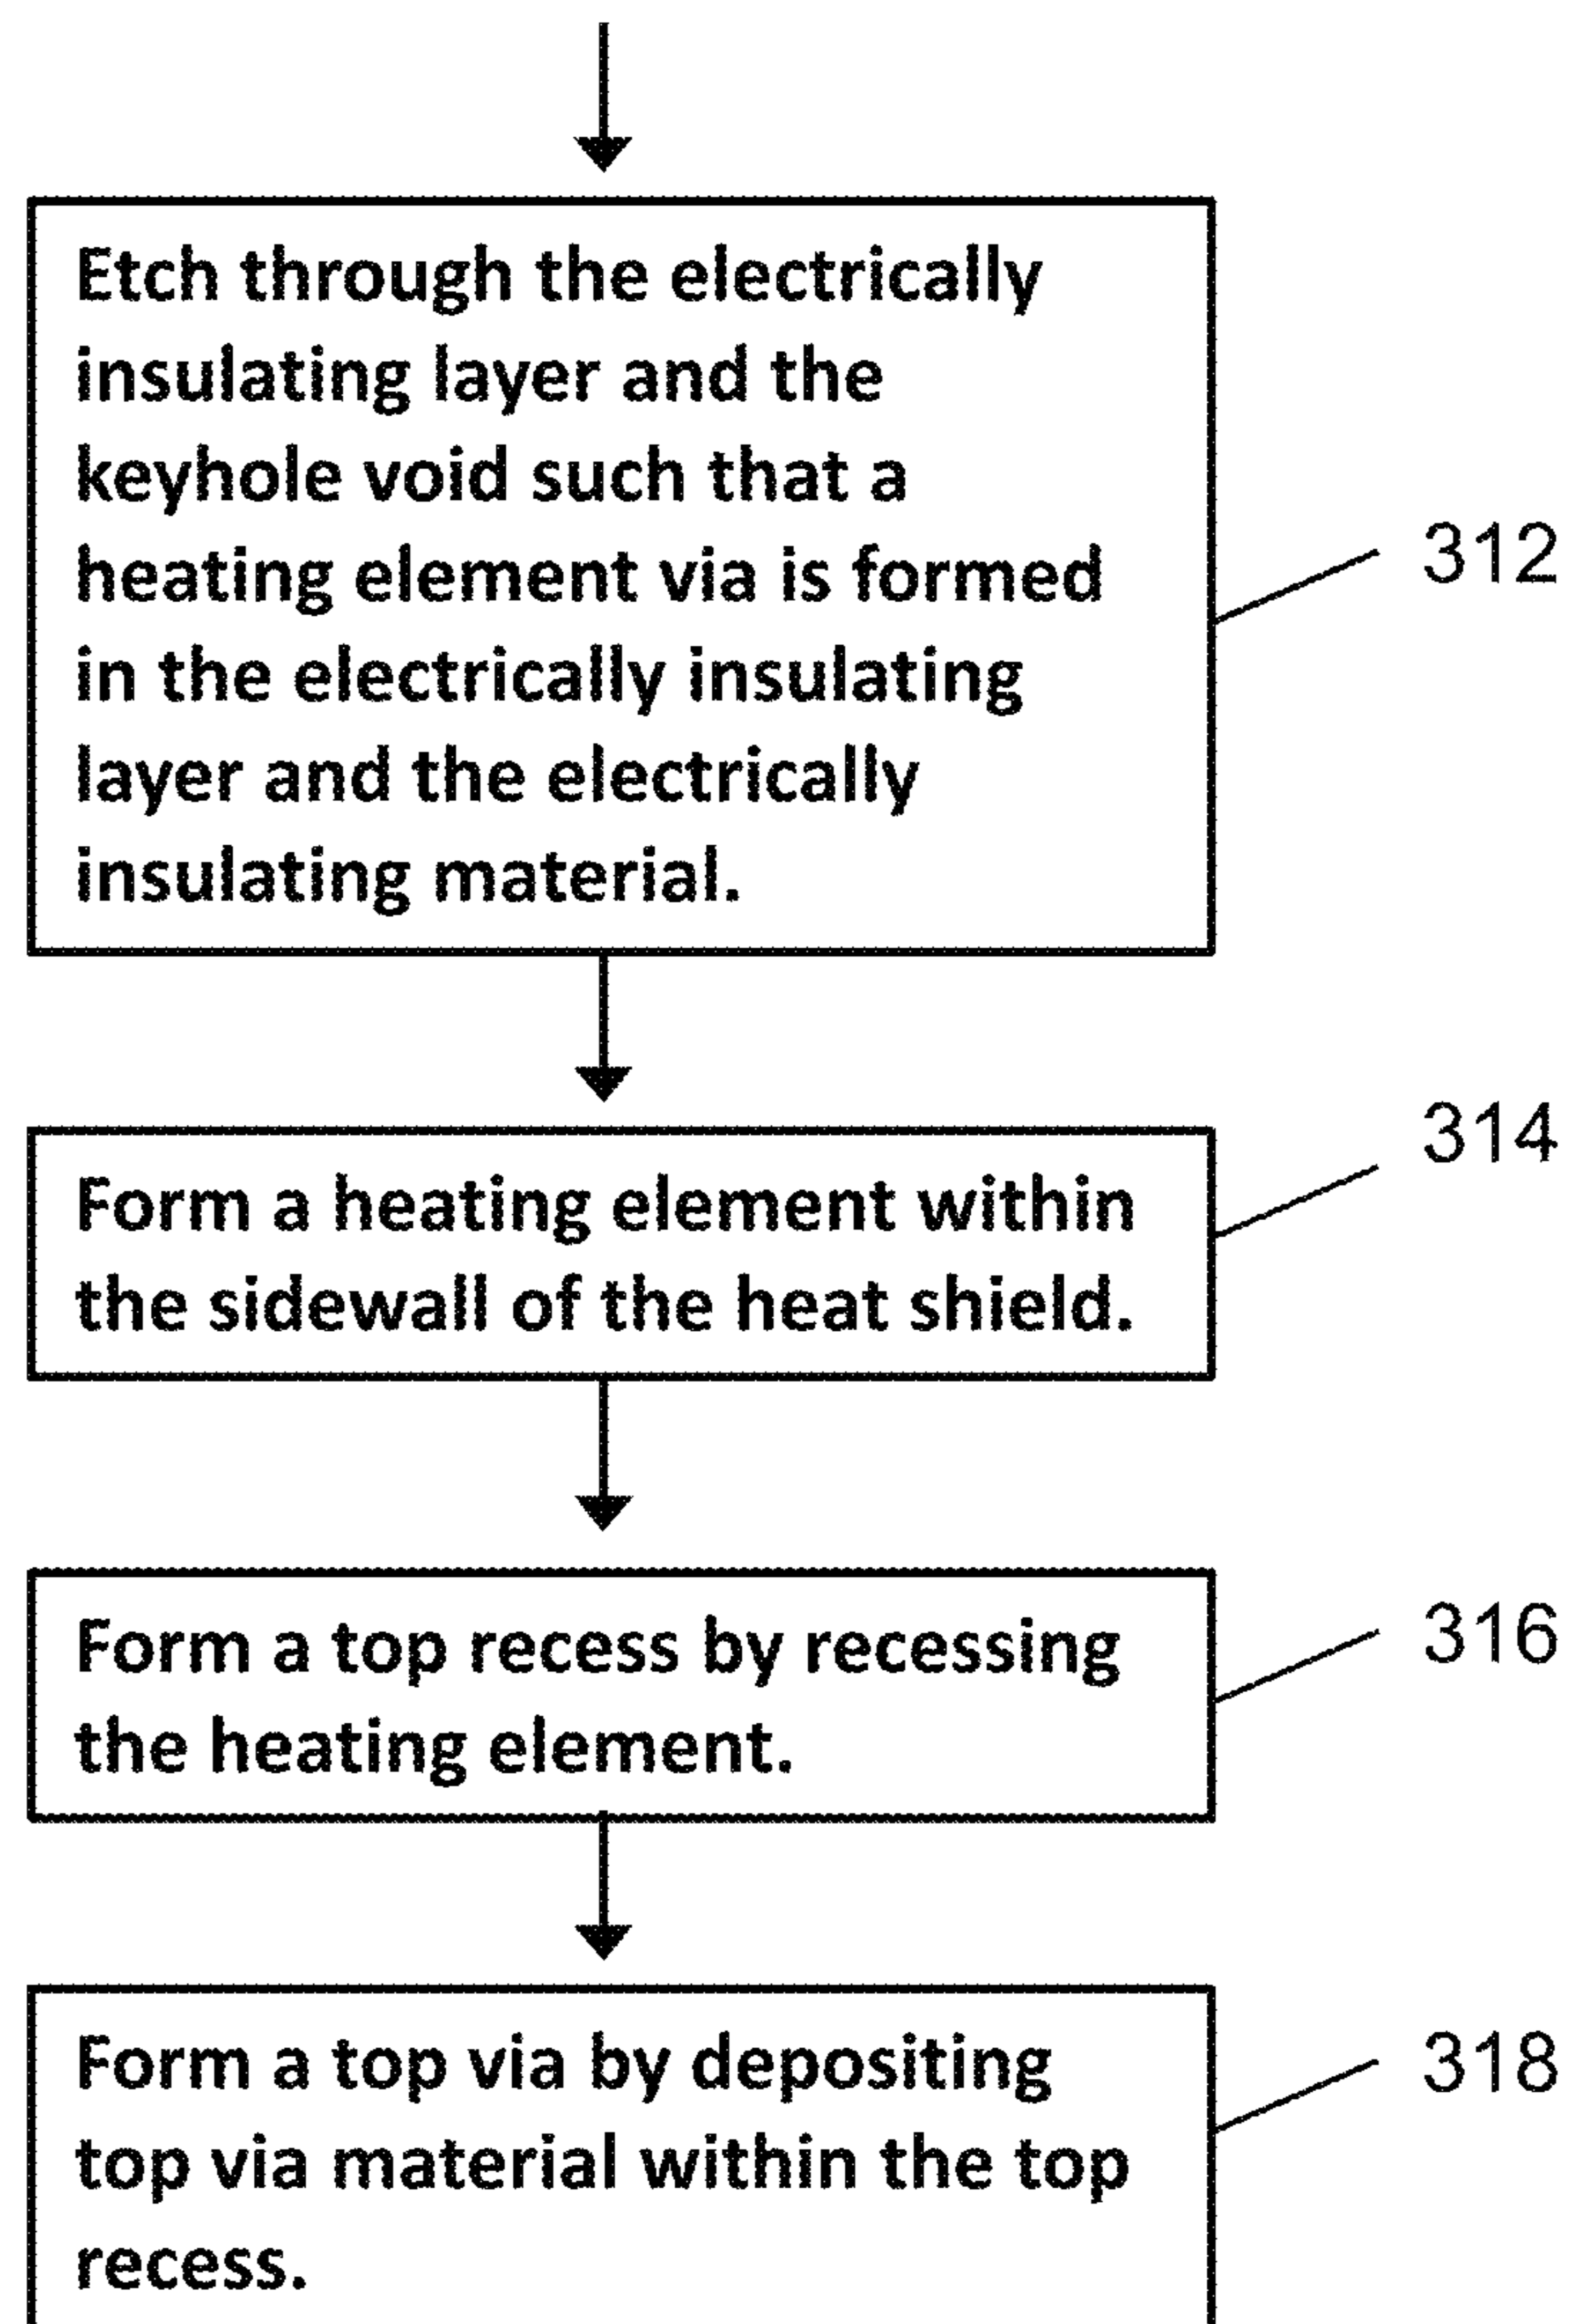 Etch through the electrically
insulating layer and the
keyhole void such that a
heating element via is formed
in the electrically insulating
layer and the electrically
insulating material.
312
Form a heating element within
the sidewall of the heat shield.
314
Form a top recess by recessing
the heating element.
316
Form a top via by depositing
top via material within the top
recess.
318